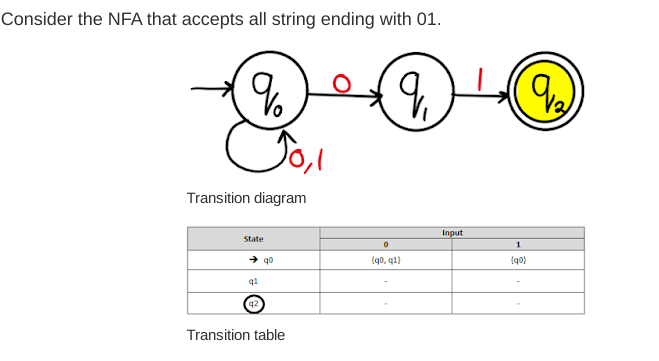 Consider the NFA that accepts all string ending with 01.
q0 0 q1 1 q2
0,1
Transition diagram
State Input
0 1
→ q0 {q0, q1} {q0}
q1 - -
q2 - -
Transition table